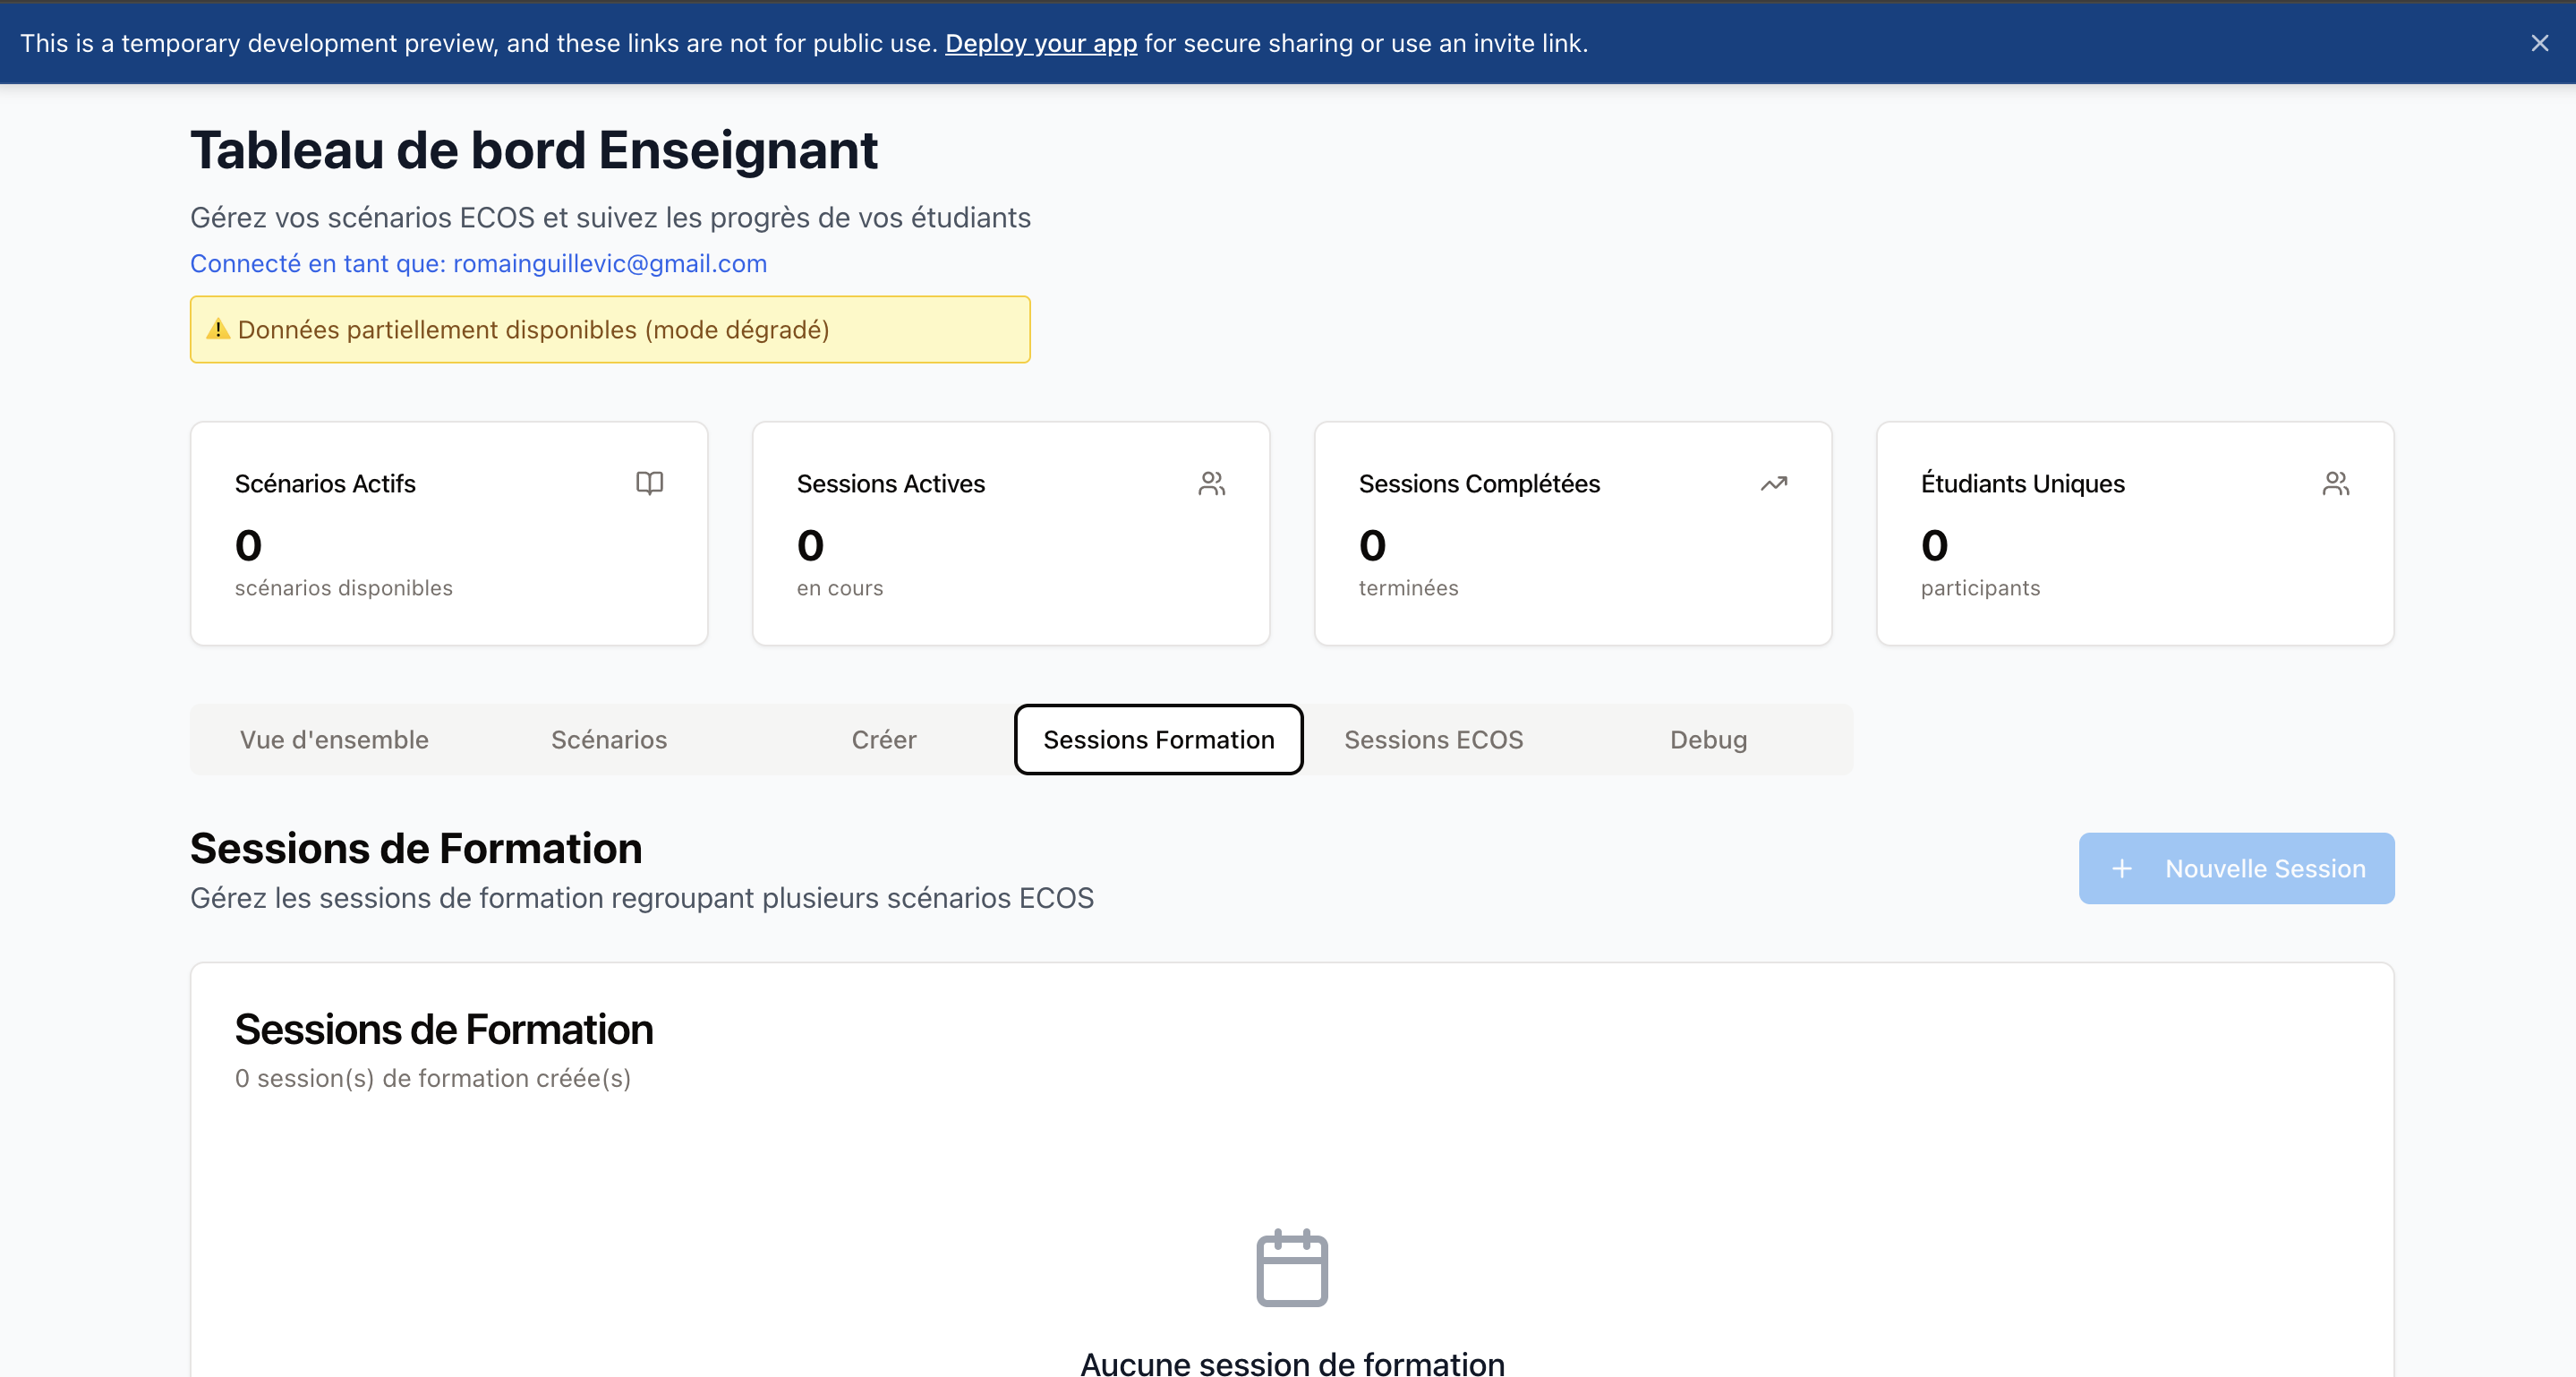 This is a temporary development preview, and these links are not for public use. Deploy your app for secure sharing or use an invite link.
Tableau de bord Enseignant
Gérez vos scénarios ECOS et suivez les progrès de vos étudiants
Connecté en tant que: romainguillevic@gmail.com
Données partiellement disponibles (mode dégradé)
Scénarios Actifs
0
scénarios disponibles
Sessions Actives
0
en cours
Sessions Complétées
0
terminées
Étudiants Uniques
0
participants
Vue d'ensemble
Scénarios
Créer
Sessions Formation
Sessions ECOS
Debug
Sessions de Formation
Gérez les sessions de formation regroupant plusieurs scénarios ECOS
Nouvelle Session
Sessions de Formation
0 session(s) de formation créée(s)
Aucune session de formation